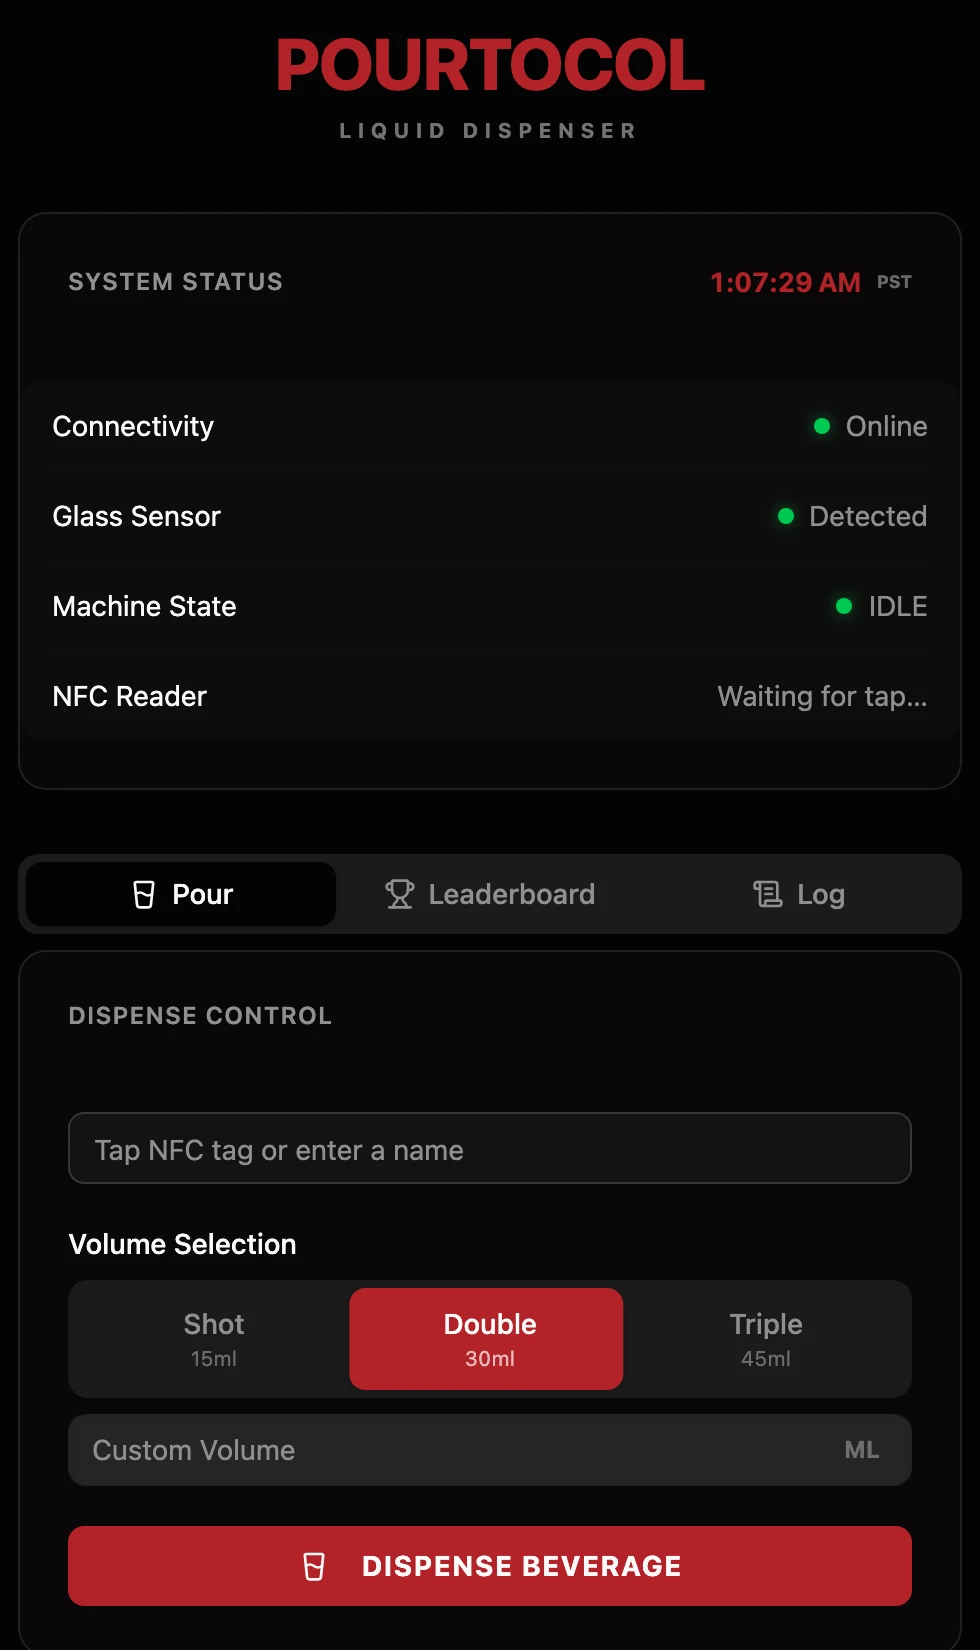 POURTOCOL
LIQUID DISPENSER
SYSTEM STATUS 1:07:29 AM PST
Connectivity Online
Glass Sensor Detected
Machine State IDLE
NFC Reader Waiting for tap...
Pour Leaderboard Log
DISPENSE CONTROL
Tap NFC tag or enter a name
Volume Selection
Shot Double Triple
15ml 30ml 45ml
Custom Volume ML
DISPENSE BEVERAGE